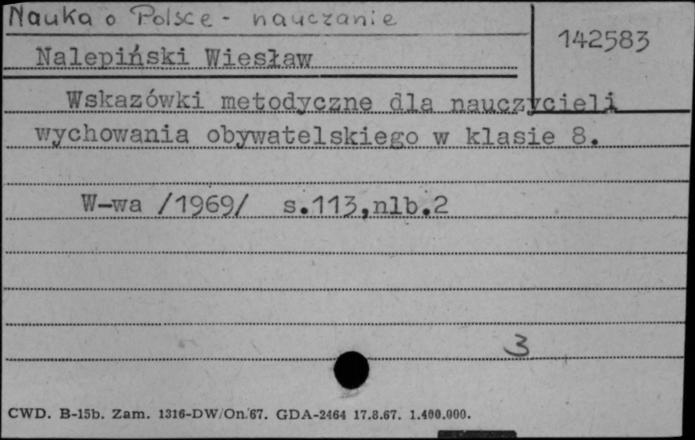 Nauka o Polsce - nauczanie
142583
Nalepiński Wiesław
Wskazówki metodyczne dla nauczycieli
wychowania obywatelskiego w klasie 8.
W-wa /1969/ s.113,nlb.2
3
CWD. B-15b. Zam. 1316-DW/On.'67. GDA-2464 17.8.67. 1.400.000.